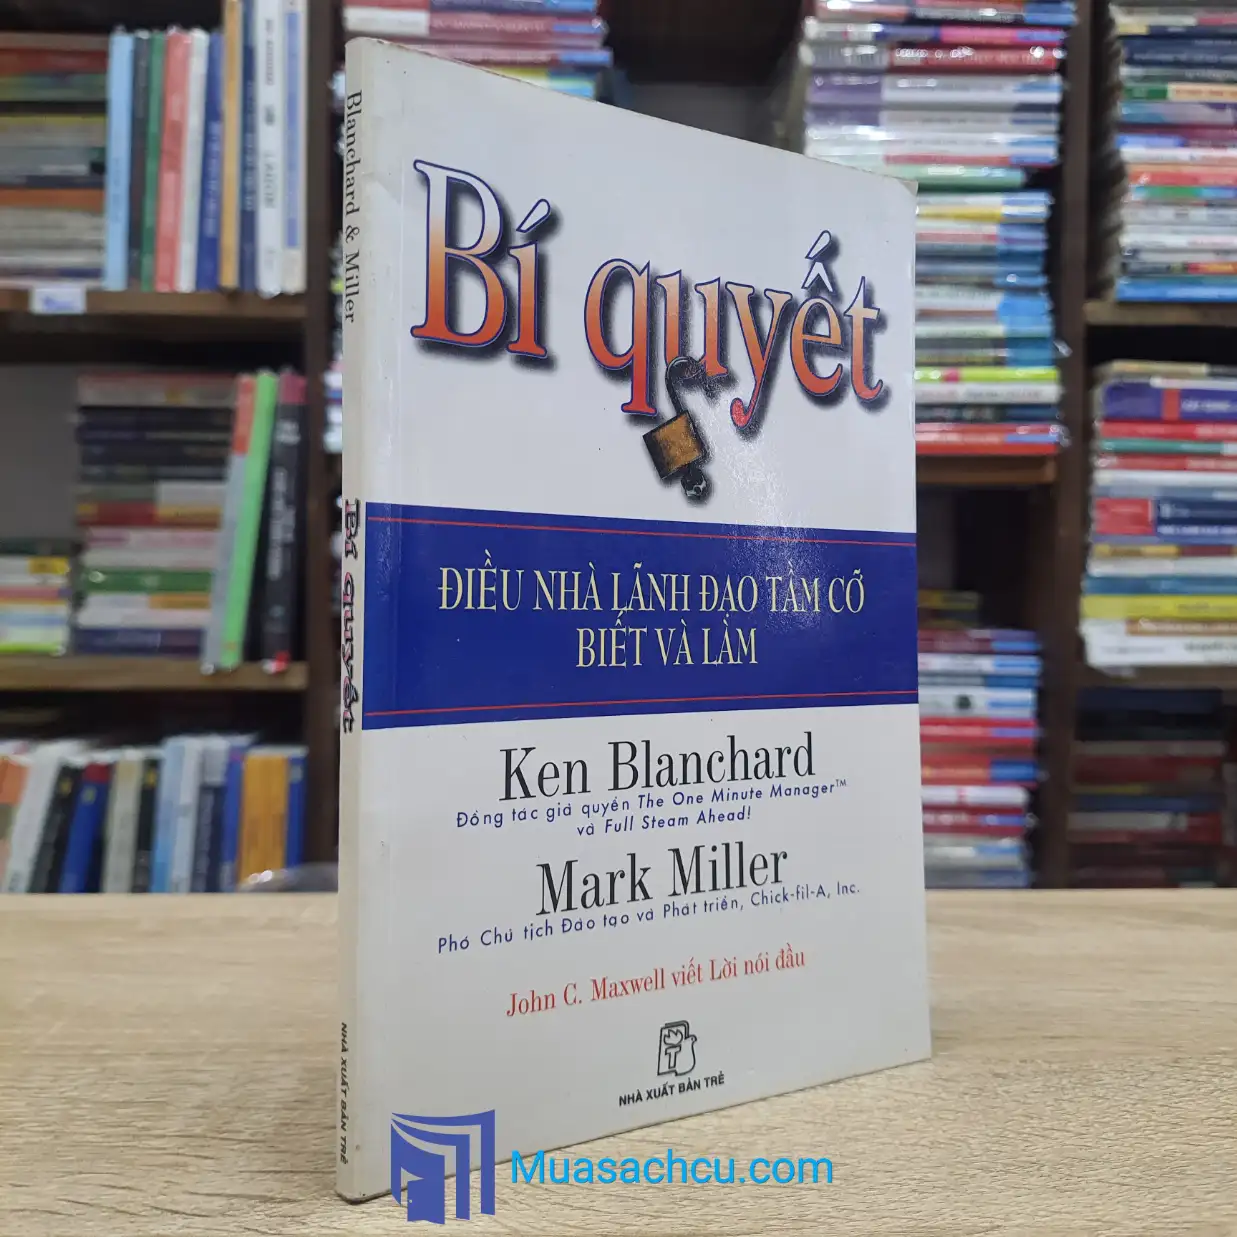 Blanchard & Miller
Bí quyết
NHÀ XUẤT BẢN TRẺ
Bí quyết
ĐIỀU NHÀ LÃNH ĐẠO TẦM CỠ
BIẾT VÀ LÀM
Ken Blanchard
Đồng tác giả quyển The One Minute Manager™
và Full Steam Ahead!
Mark Miller
Phó Chủ tịch Đào tạo và Phát triển, Chick-fil-A, Inc.
John C. Maxwell viết Lời nói đầu
T
NHÀ XUẤT BẢN TRẺ
Muasachcu.com